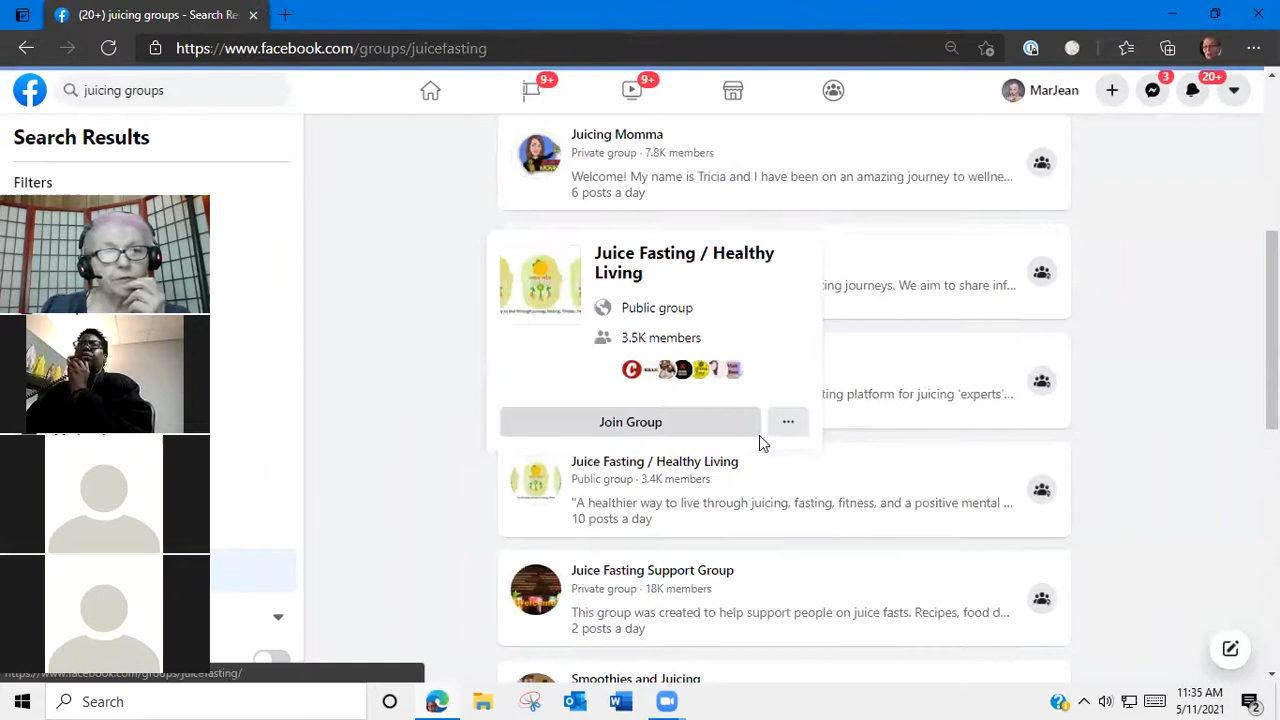 (20+) juicing groups - Search Re
https://www.facebook.com/groups/juicefasting
juicing groups
9+
9+
MarJean
3
20+
Search Results
Filters
Juicing Momma
Private group · 7.8K members
Welcome! My name is Tricia and I have been on an amazing journey to wellne...
6 posts a day
Juice Fasting / Healthy
Living
Public group
3.5K members
Join Group
ing journeys. We aim to share inf...
ting platform for juicing 'experts'...
Juice Fasting / Healthy Living
Public group · 3.4K members
"A healthier way to live through juicing, fasting, fitness, and a positive mental ...
10 posts a day
Juice Fasting Support Group
Private group · 18K members
This group was created to help support people on juice fasts. Recipes, food d...
2 posts a day
Smoothies and Juicing
https://www.facebook.com/groups/juicefasting/
Search
11:35 AM
5/11/2021
2